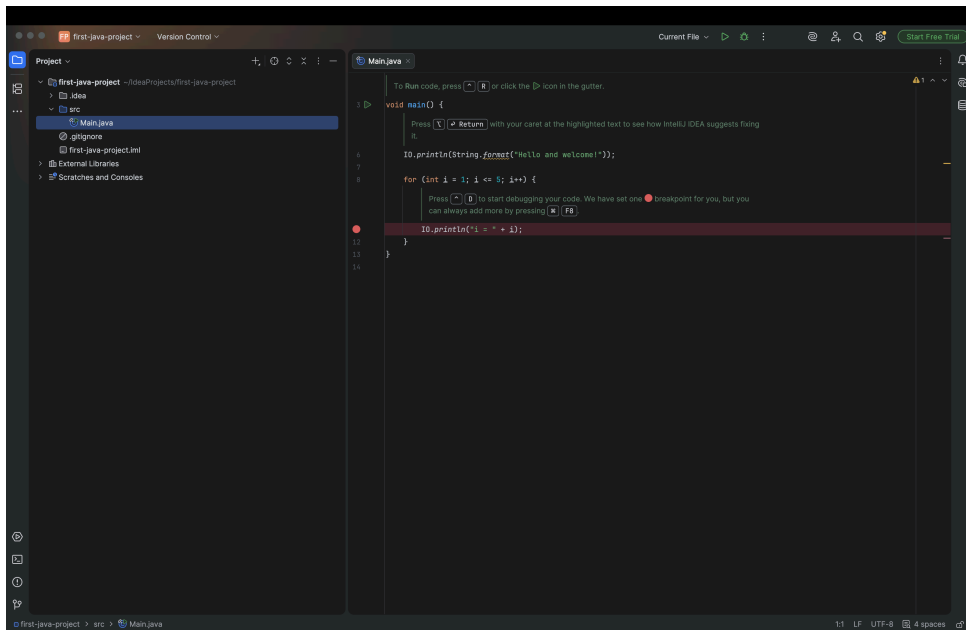 FP first-java-project Version Control Current File Start Free Trial
Project
Main.java
first-java-project ~/IdeaProjects/first-java-project
.idea
src
Main.java
.gitignore
first-java-project.iml
External Libraries
Scratches and Consoles
To Run code, press ^ R or click the icon in the gutter.
1
3 void main() {
Press ⌥ ⏎ Return with your caret at the highlighted text to see how IntelliJ IDEA suggests fixing
it.
6 IO.println(String.format("Hello and welcome!"));
7
8 for (int i = 1; i <= 5; i++) {
Press ^ D to start debugging your code. We have set one breakpoint for you, but you
can always add more by pressing ⌘ F8.
IO.println("i = " + i);
12 }
13 }
14
first-java-project > src > Main.java 1:1 LF UTF-8 4 spaces